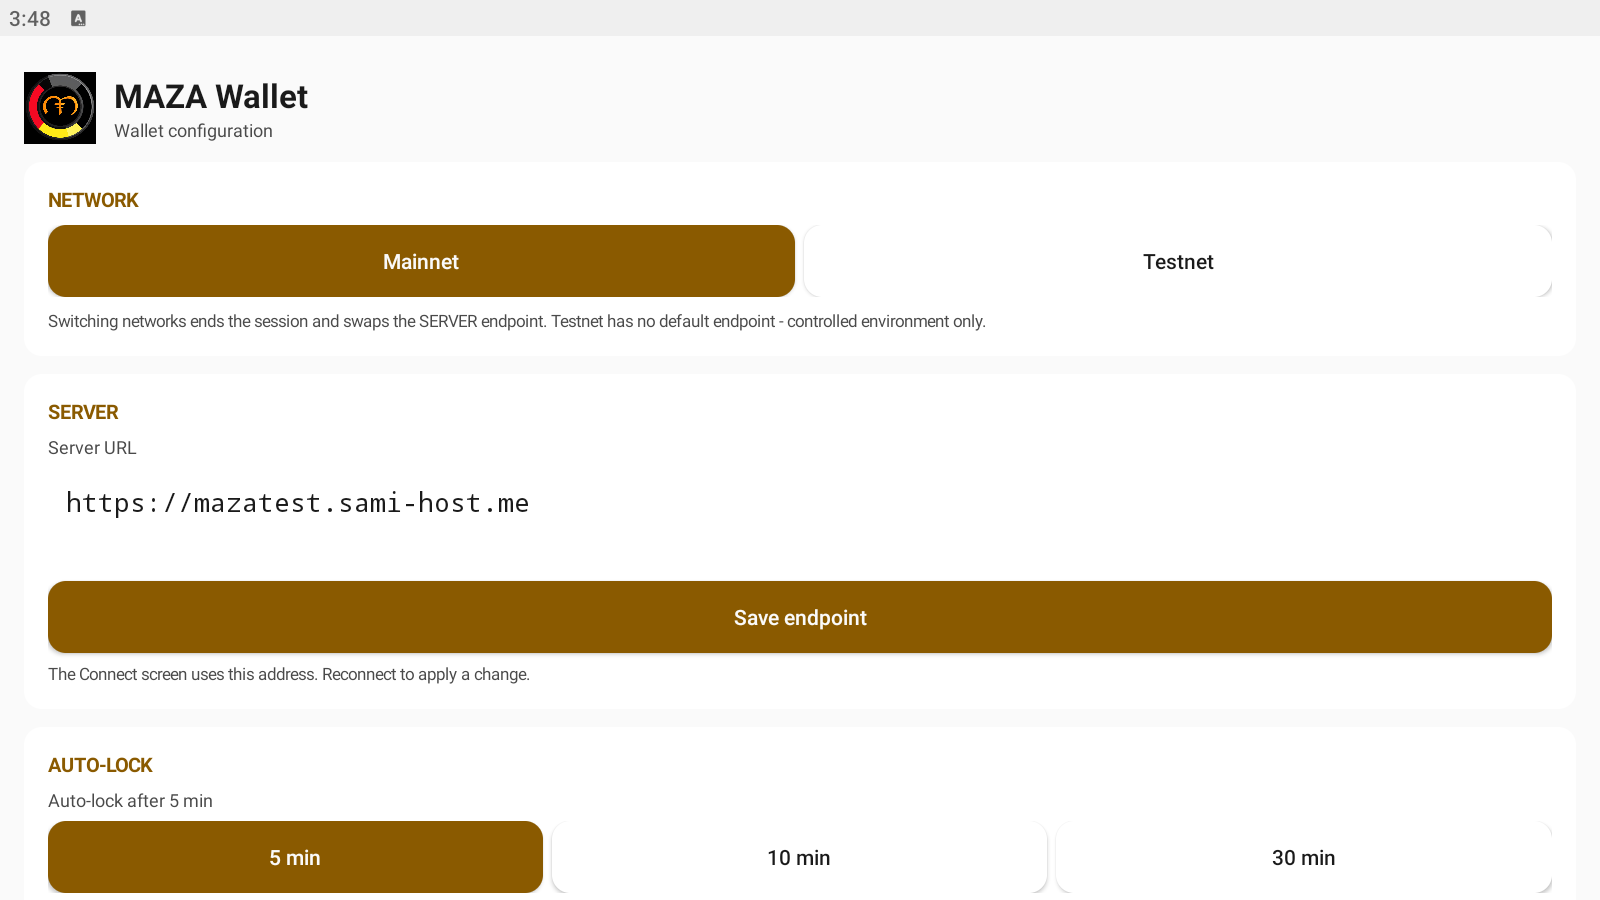 3:48
MAZA Wallet
Wallet configuration
NETWORK
Mainnet
Testnet
Switching networks ends the session and swaps the SERVER endpoint. Testnet has no default endpoint - controlled environment only.
SERVER
Server URL
https://mazatest.sami-host.me
Save endpoint
The Connect screen uses this address. Reconnect to apply a change.
AUTO-LOCK
Auto-lock after 5 min
5 min
10 min
30 min